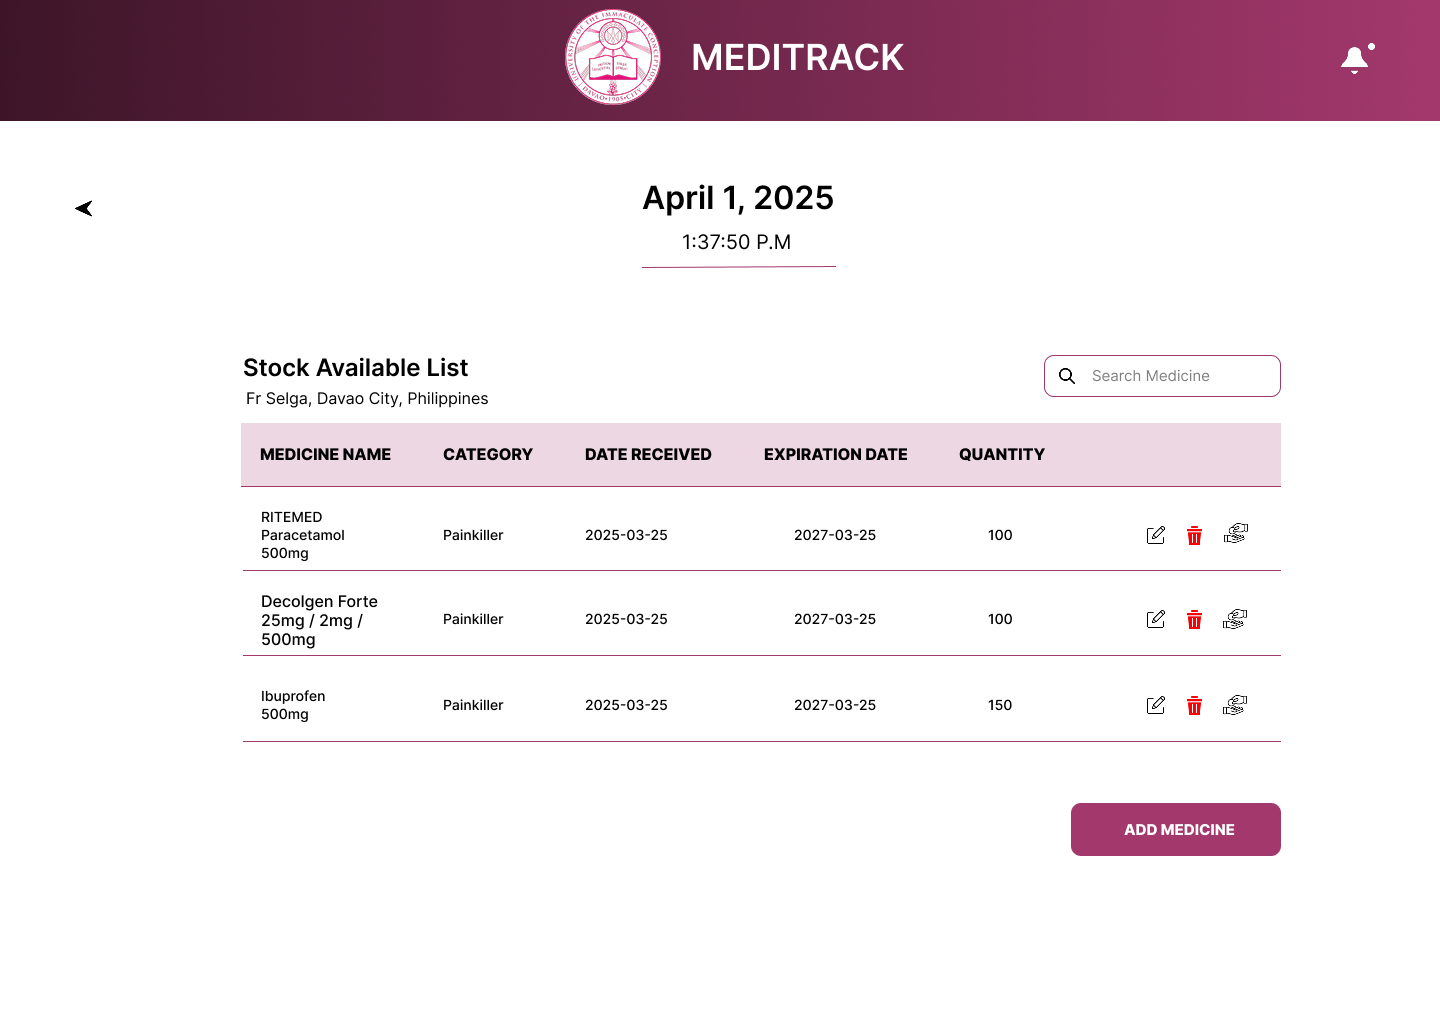 UNIVERSITY OF THE IMMACULATE CONCEPTION
DAVAO • 1905 • CITY
MEDITRACK
April 1, 2025
1:37:50 P.M
Stock Available List
Fr Selga, Davao City, Philippines
Search Medicine
MEDICINE NAME CATEGORY DATE RECEIVED EXPIRATION DATE QUANTITY
RITEMED
Paracetamol
500mg
Painkiller 2025-03-25 2027-03-25 100
Decolgen Forte
25mg / 2mg /
500mg
Painkiller 2025-03-25 2027-03-25 100
Ibuprofen
500mg
Painkiller 2025-03-25 2027-03-25 150
ADD MEDICINE